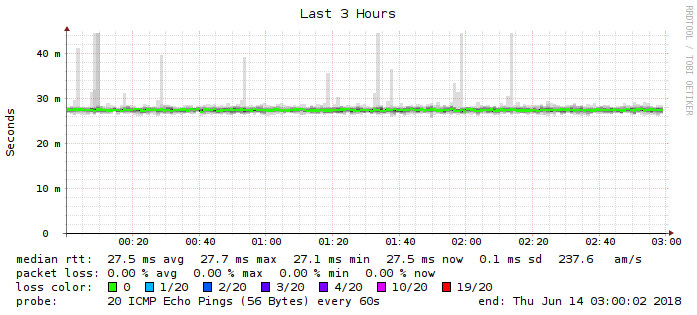 Last 3 Hours
RRDTOOL / TOBI OETIKER
Seconds
40 m
30 m
20 m
10 m
0
00:20 00:40 01:00 01:20 01:40 02:00 02:20 02:40 03:00
median rtt: 27.5 ms avg 27.7 ms max 27.1 ms min 27.5 ms now 0.1 ms sd 237.6 am/s
packet loss: 0.00 % avg 0.00 % max 0.00 % min 0.00 % now
loss color: 0 1/20 2/20 3/20 4/20 10/20 19/20
probe: 20 ICMP Echo Pings (56 Bytes) every 60s end: Thu Jun 14 03:00:02 2018